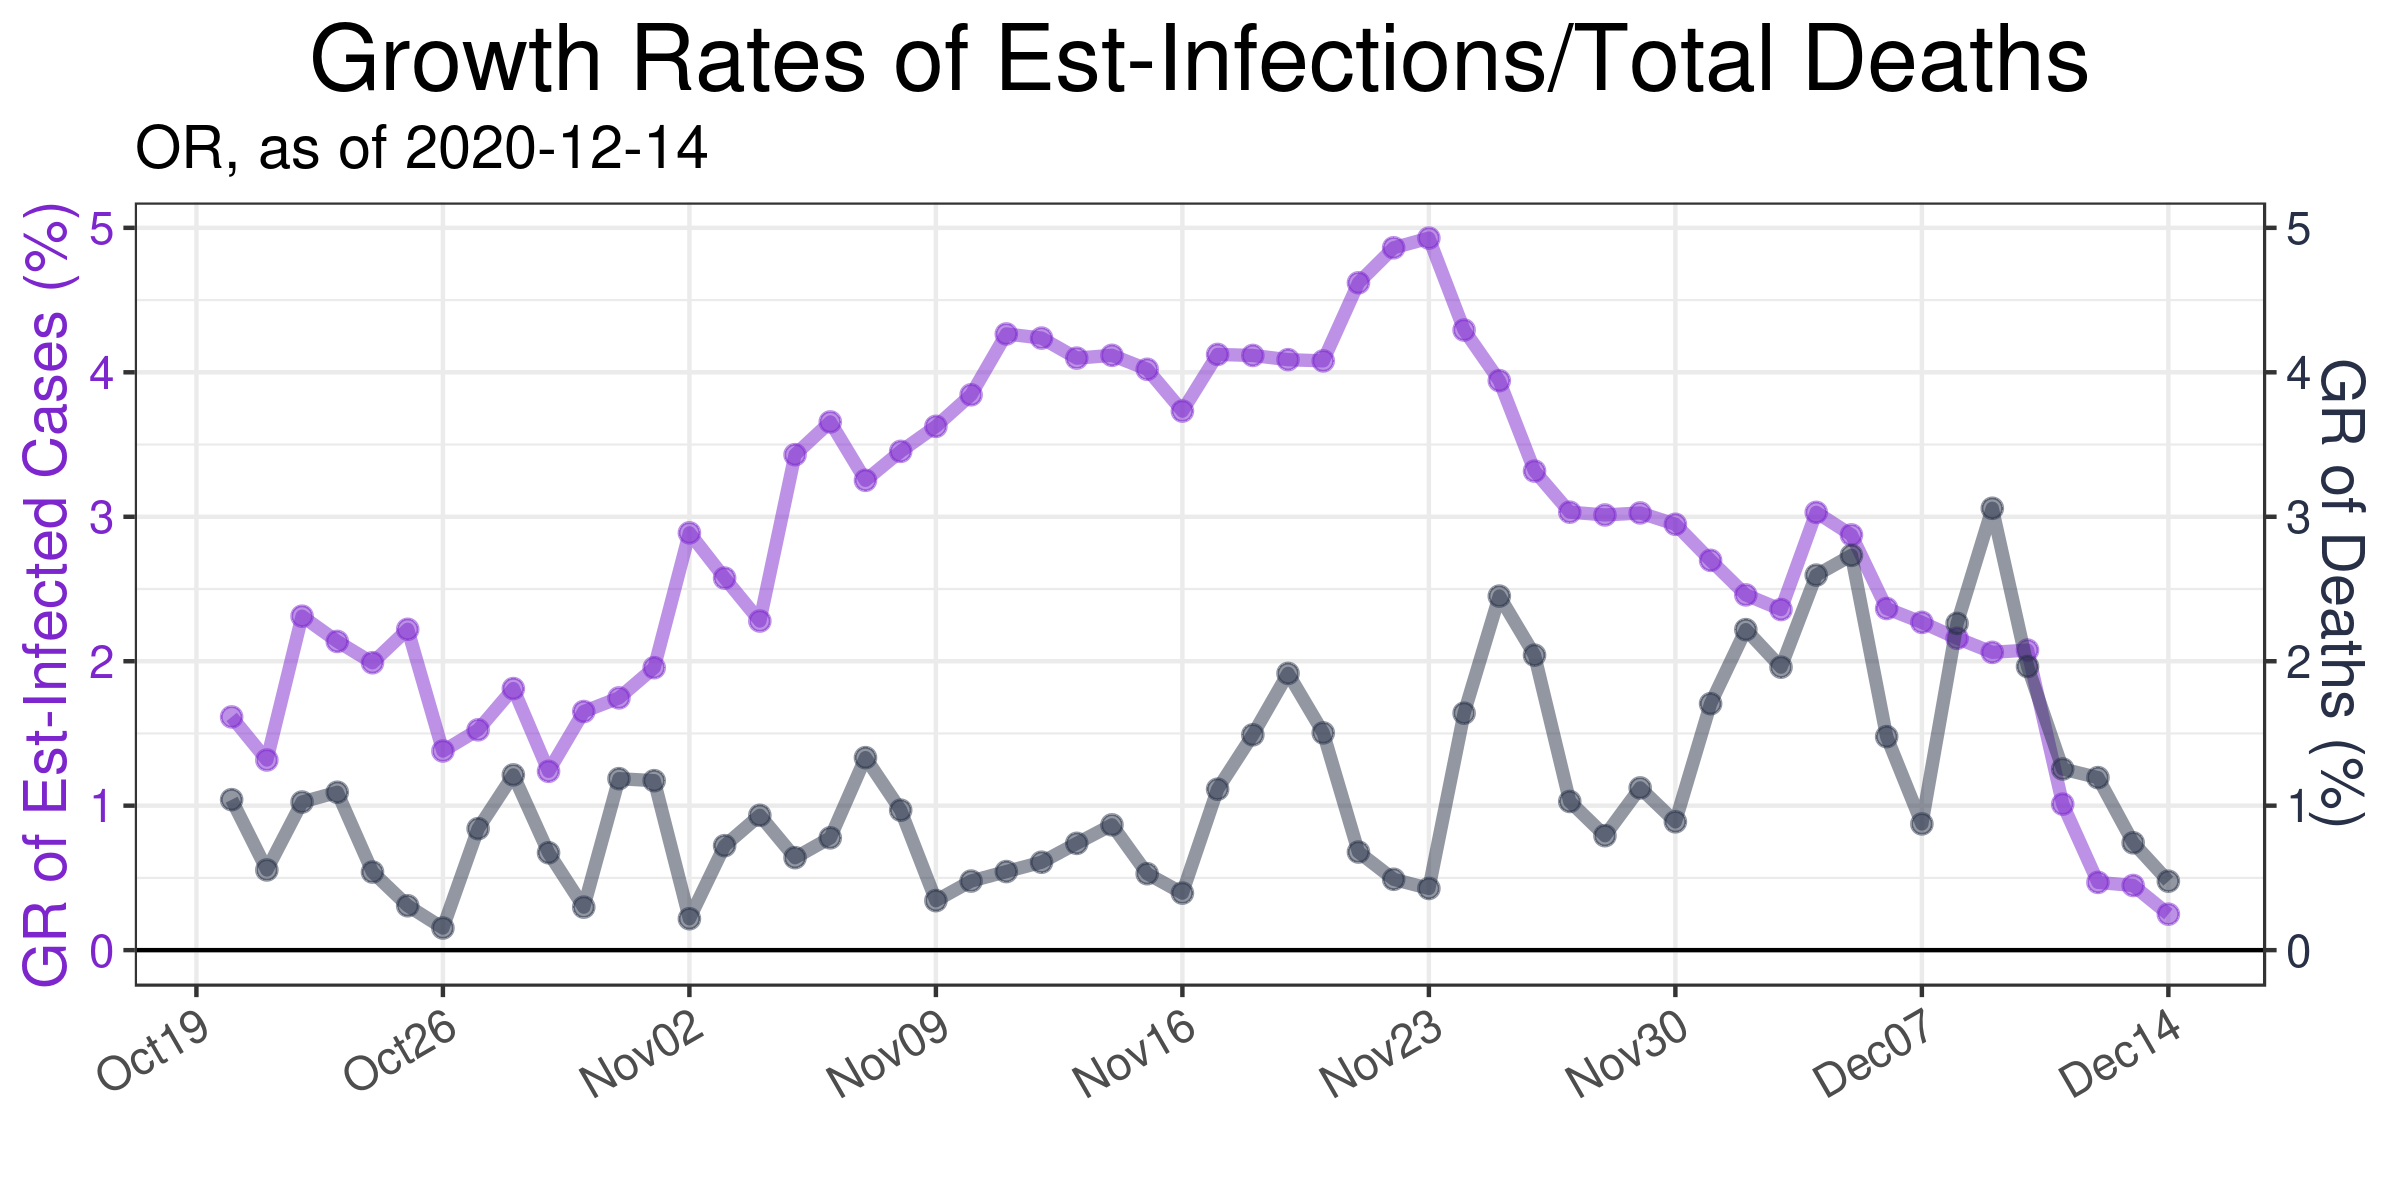 Growth Rates of Est-Infections/Total Deaths
OR, as of 2020-12-14
GR of Est-Infected Cases (%)
5
4
3
2
1
0
5
4
3
2
1
0
GR of Deaths (%)
Oct19
Oct26
Nov02
Nov09
Nov16
Nov23
Nov30
Dec07
Dec14